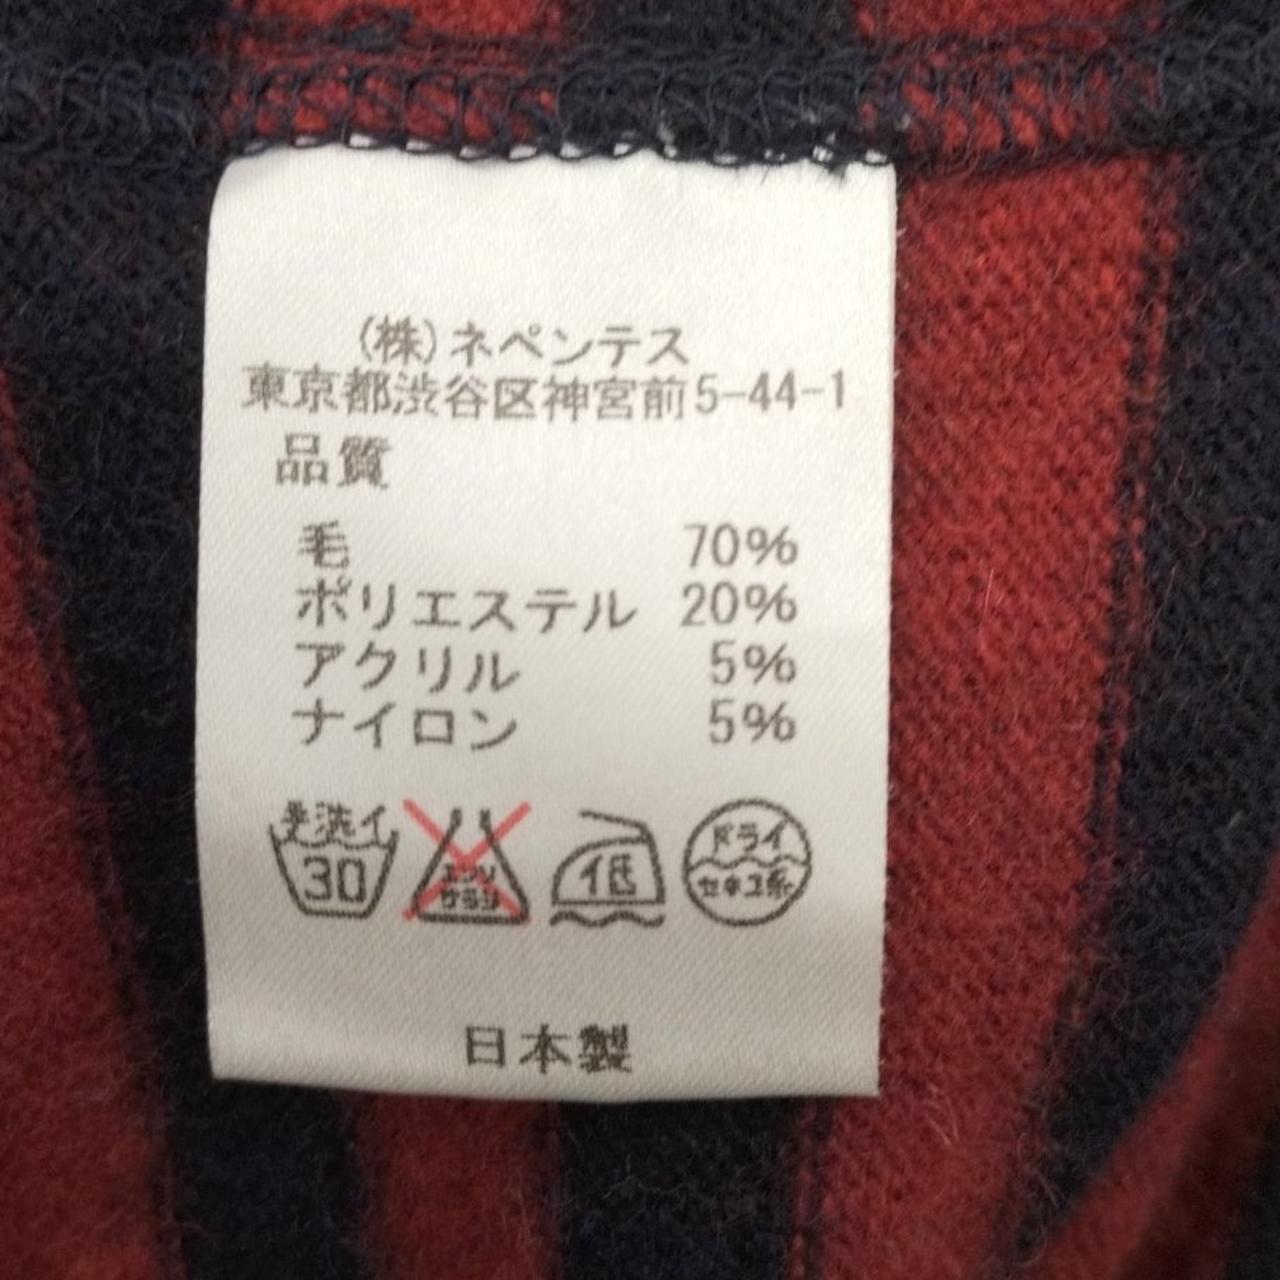 (株)ネペンテス
東京都渋谷区神宮前5-44-1
品質
毛 70%
ポリエステル 20%
アクリル 5%
ナイロン 5%
手洗イ 30
エンソ サラシ
低
ドライ セキユ系
日本製